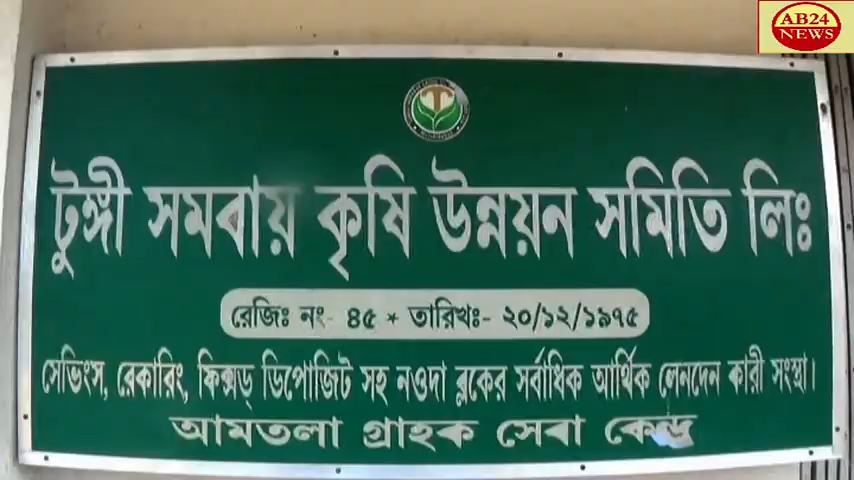 AB24
NEWS
টুঙ্গী সমবায় কৃষি উন্নয়ন সমিতি লিঃ
রেজিঃ নং- ৪৫ * তারিখঃ- ২০/১২/১৯৭৫
সেভিংস, রেকারিং, ফিক্সড্ ডিপোজিট সহ নওদা ব্লকের সর্বাধিক আর্থিক লেনদেন কারী সংস্থা।
আমতলা গ্রাহক সেবা কেন্দ্র